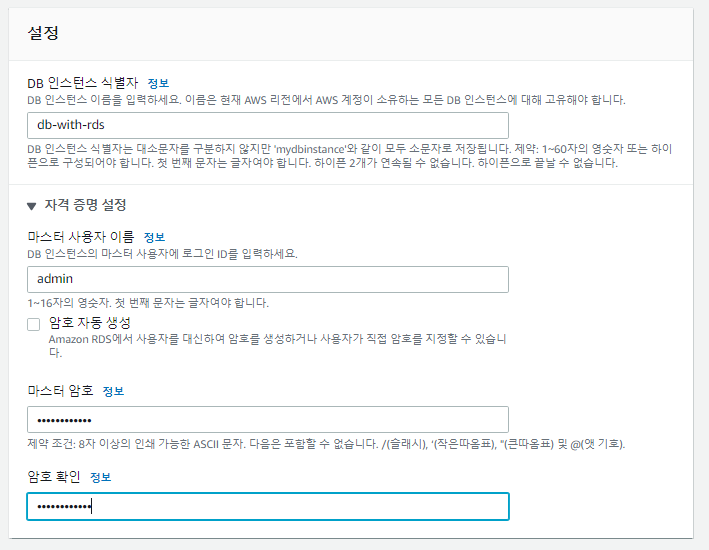 설정
DB 인스턴스 식별자 정보
DB 인스턴스 이름을 입력하세요. 이름은 현재 AWS 리전에서 AWS 계정이 소유하는 모든 DB 인스턴스에 대해 고유해야 합니다.
db-with-rds
DB 인스턴스 식별자는 대소문자를 구분하지 않지만 'mydbinstance'와 같이 모두 소문자로 저장됩니다. 제약: 1~60자의 영숫자 또는 하이
픈으로 구성되어야 합니다. 첫 번째 문자는 글자여야 합니다. 하이픈 2개가 연속될 수 없습니다. 하이픈으로 끝날 수 없습니다.
▼ 자격 증명 설정
마스터 사용자 이름 정보
DB 인스턴스의 마스터 사용자에 로그인 ID를 입력하세요.
admin
1~16자의 영숫자. 첫 번째 문자는 글자여야 합니다.
암호 자동 생성
Amazon RDS에서 사용자를 대신하여 암호를 생성하거나 사용자가 직접 암호를 지정할 수 있습니
다.
마스터 암호 정보
••••••••••••
제약 조건: 8자 이상의 인쇄 가능한 ASCII 문자. 다음은 포함할 수 없습니다. /(슬래시), '(작은따옴표), "(큰따옴표) 및 @(앳 기호).
암호 확인 정보
••••••••••••